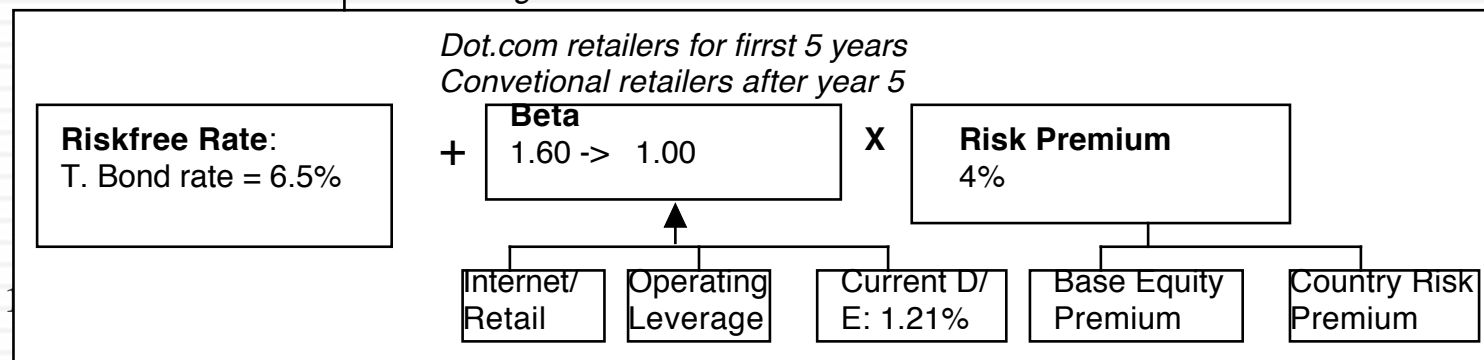 Dot.com retailers for firrst 5 years
Convetional retailers after year 5
Riskfree Rate:
T. Bond rate = 6.5%
+
Beta
1.60 -> 1.00
X
Risk Premium
4%
Internet/
Retail
Operating
Leverage
Current D/
E: 1.21%
Base Equity
Premium
Country Risk
Premium